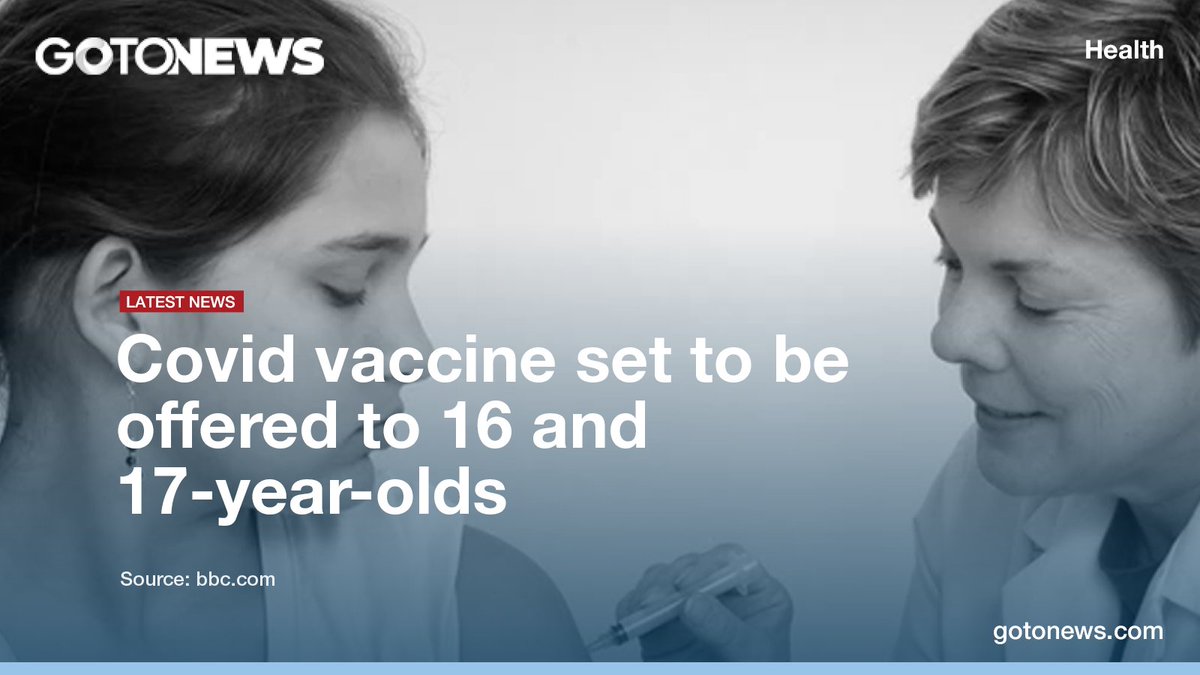 GOTONEWS
Health
LATEST NEWS
Covid vaccine set to be
offered to 16 and
17-year-olds
Source: bbc.com
gotonews.com